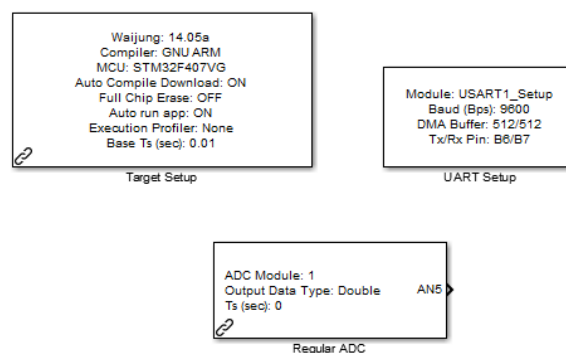 Waijung: 14.05a
Compiler: GNU ARM
MCU: STM32F407VG
Auto Compile Download: ON
Full Chip Erase: OFF
Auto run app: ON
Execution Profiler: None
Base Ts (sec): 0.01
Target Setup
Module: USART1_Setup
Baud (Bps): 9600
DMA Buffer: 512/512
Tx/Rx Pin: B6/B7
UART Setup
ADC Module: 1
Output Data Type: Double
Ts (sec): 0
AN5
Regular ADC